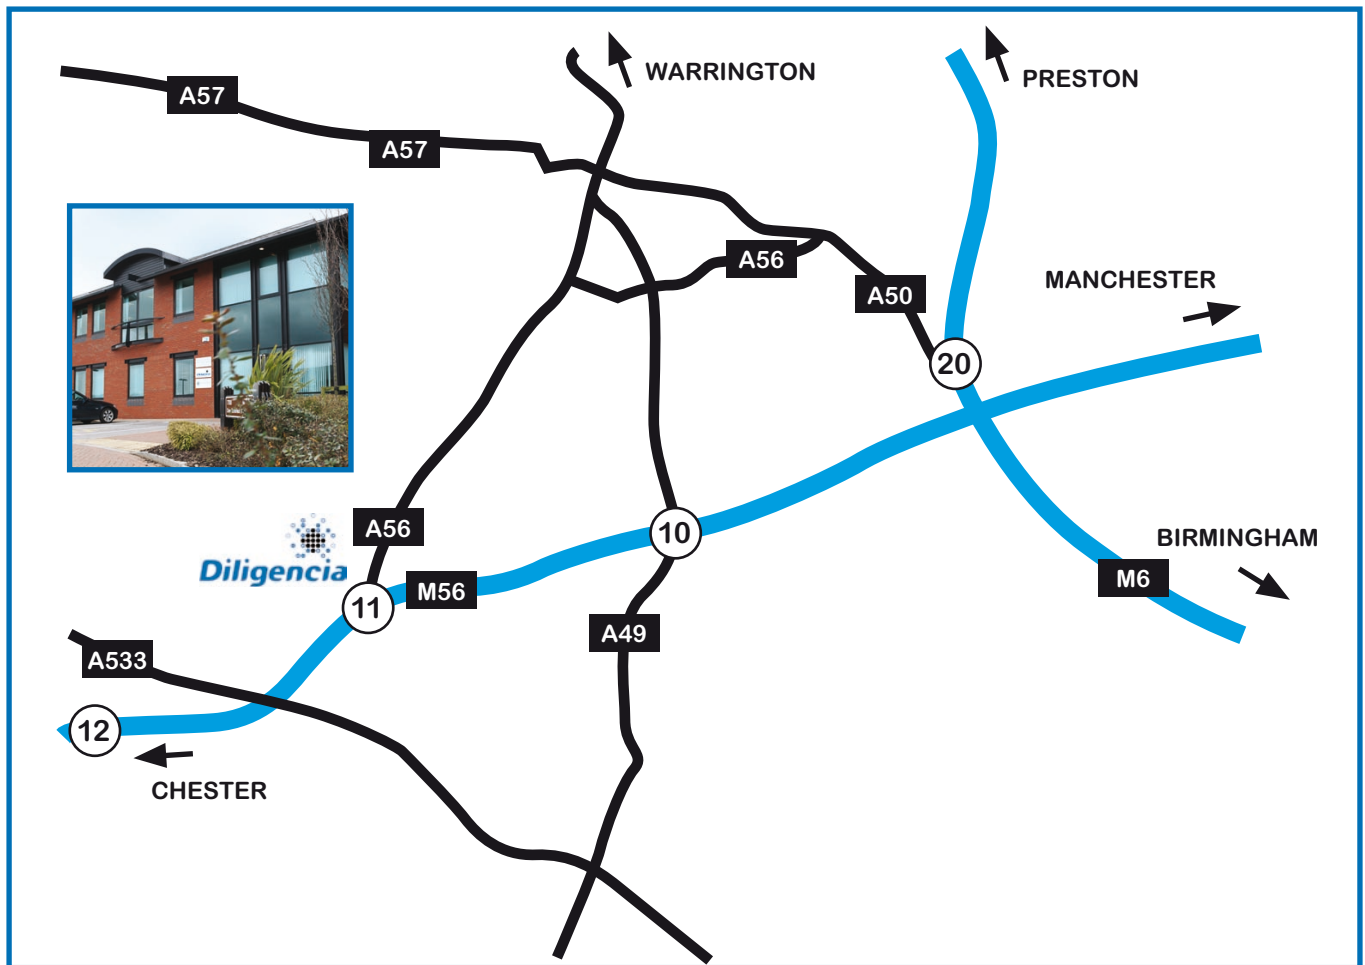 WARRINGTON
PRESTON
A57
A57
A56
A50
MANCHESTER
20
A56
10
BIRMINGHAM
Diligencia
M56
M6
11
A49
A533
12
CHESTER